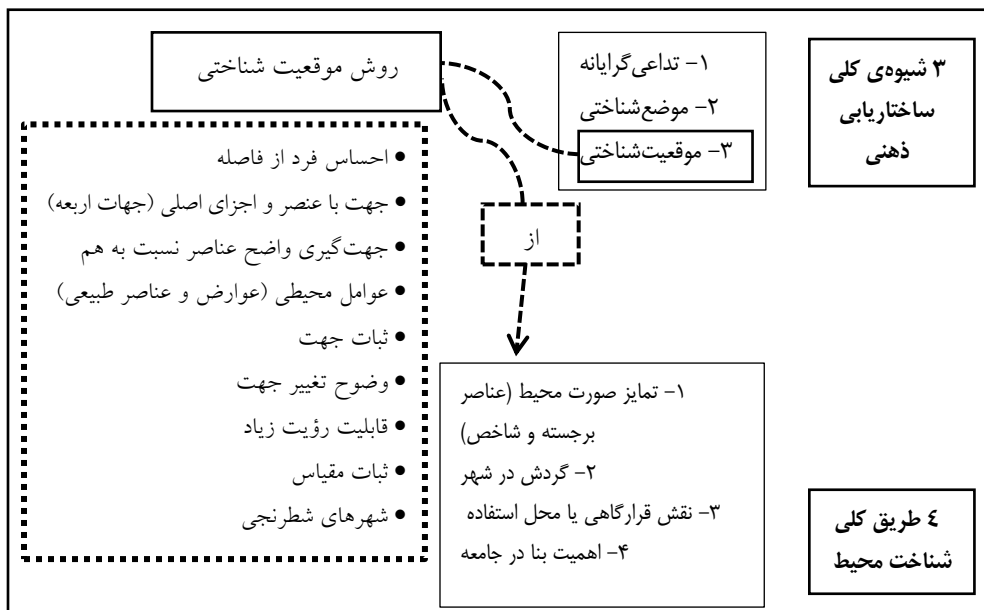 ۳ شیوه‌ی کلی
ساختاریابی
ذهنی
۱- تداعی‌گرایانه
۲- موضع‌شناختی
۳- موقعیت‌شناختی
روش موقعیت شناختی
• احساس فرد از فاصله
• جهت با عنصر و اجزای اصلی (جهات اربعه)
• جهت‌گیری واضح عناصر نسبت به هم
• عوامل محیطی (عوارض و عناصر طبیعی)
• ثبات جهت
• وضوح تغییر جهت
• قابلیت رؤیت زیاد
• ثبات مقیاس
• شهرهای شطرنجی
از
۴ طریق کلی
شناخت محیط
۱- تمایز صورت محیط (عناصر
برجسته و شاخص)
۲- گردش در شهر
۳- نقش قرارگاهی یا محل استفاده
۴- اهمیت بنا در جامعه